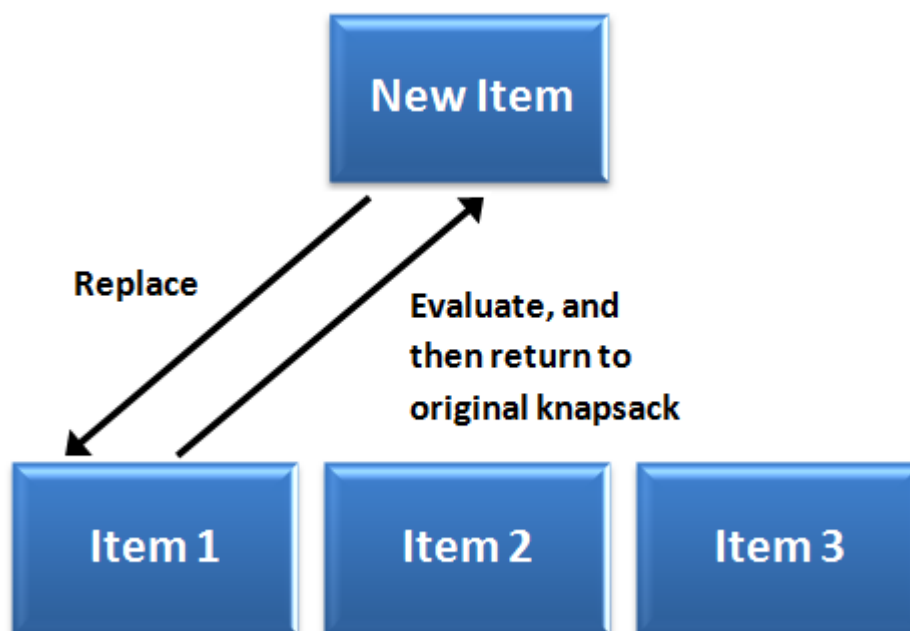 New Item
Replace
Evaluate, and
then return to
original knapsack
Item 1
Item 2
Item 3